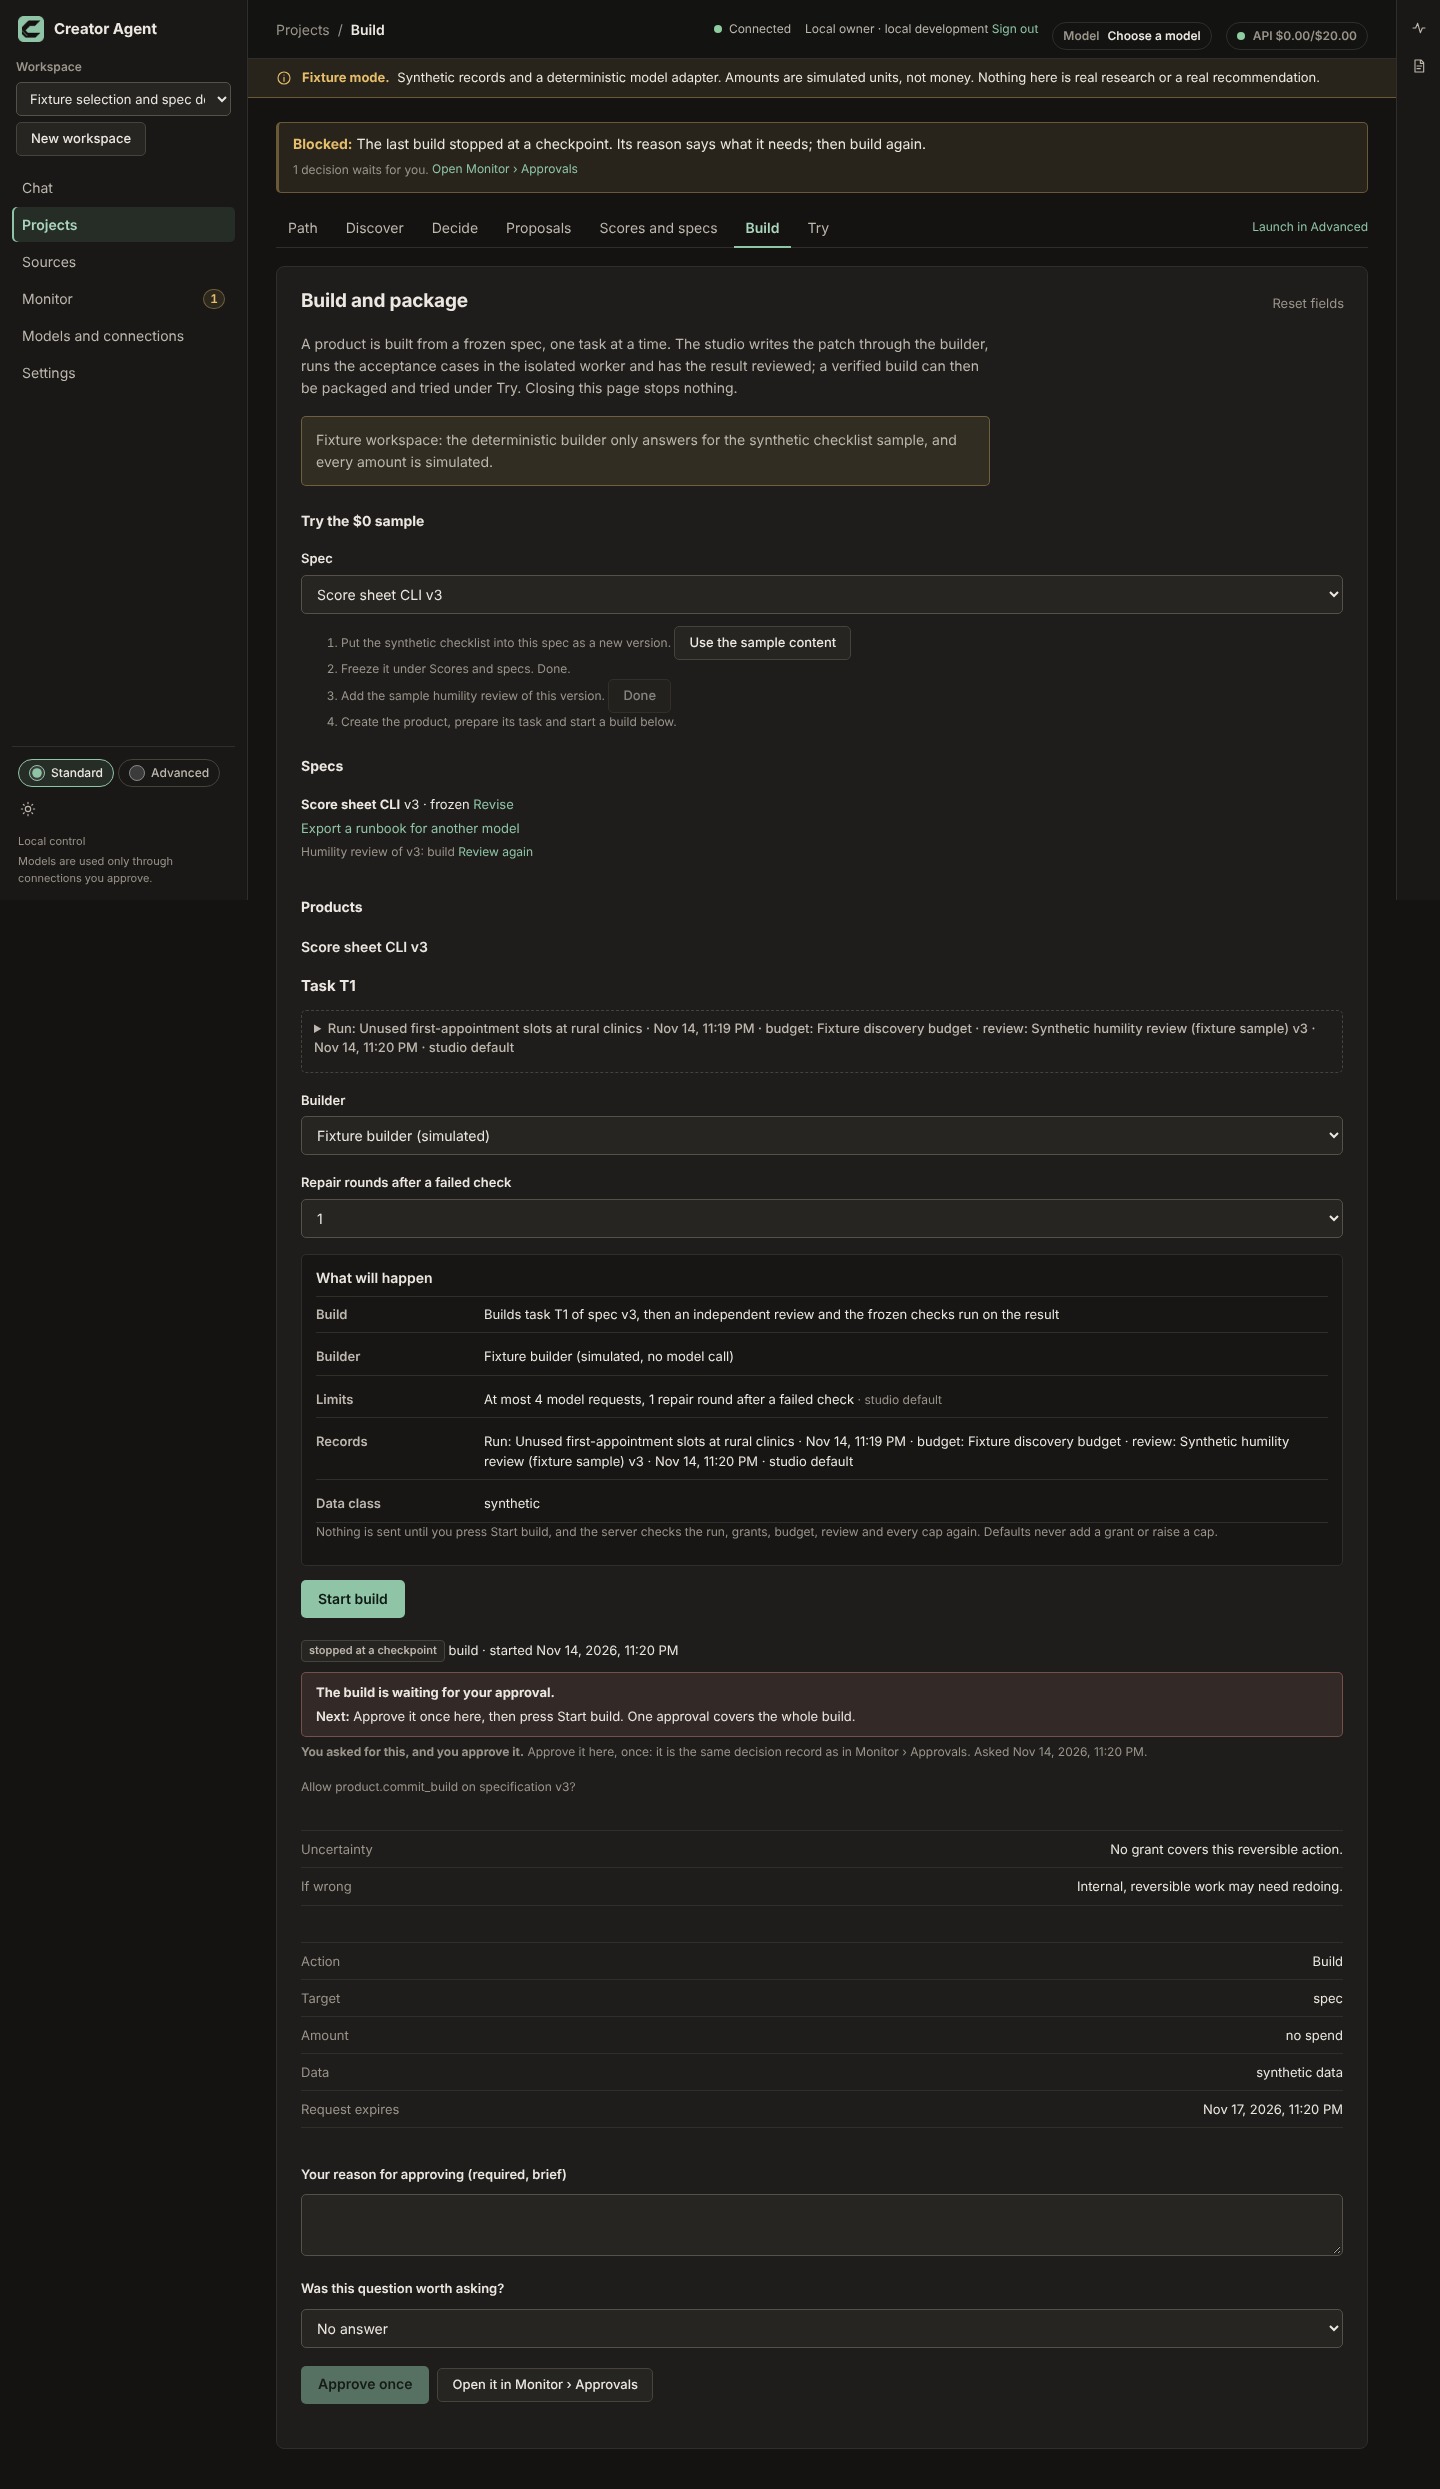 Creator Agent
Workspace
Fixture selection and spec de
New workspace
Chat
Projects
Sources
Monitor 1
Models and connections
Settings
Standard Advanced
Local control
Models are used only through
connections you approve.
Projects / Build
Connected Local owner · local development Sign out Model Choose a model API $0.00/$20.00
Fixture mode. Synthetic records and a deterministic model adapter. Amounts are simulated units, not money. Nothing here is real research or a real recommendation.
Blocked: The last build stopped at a checkpoint. Its reason says what it needs; then build again.
1 decision waits for you. Open Monitor › Approvals
Path Discover Decide Proposals Scores and specs Build Try Launch in Advanced
Build and package Reset fields
A product is built from a frozen spec, one task at a time. The studio writes the patch through the builder,
runs the acceptance cases in the isolated worker and has the result reviewed; a verified build can then
be packaged and tried under Try. Closing this page stops nothing.
Fixture workspace: the deterministic builder only answers for the synthetic checklist sample, and
every amount is simulated.
Try the $0 sample
Spec
Score sheet CLI v3
1. Put the synthetic checklist into this spec as a new version. Use the sample content
2. Freeze it under Scores and specs. Done.
3. Add the sample humility review of this version. Done
4. Create the product, prepare its task and start a build below.
Specs
Score sheet CLI v3 · frozen Revise
Export a runbook for another model
Humility review of v3: build Review again
Products
Score sheet CLI v3
Task T1
Run: Unused first-appointment slots at rural clinics · Nov 14, 11:19 PM · budget: Fixture discovery budget · review: Synthetic humility review (fixture sample) v3 ·
Nov 14, 11:20 PM · studio default
Builder
Fixture builder (simulated)
Repair rounds after a failed check
1
What will happen
Build Builds task T1 of spec v3, then an independent review and the frozen checks run on the result
Builder Fixture builder (simulated, no model call)
Limits At most 4 model requests, 1 repair round after a failed check · studio default
Records Run: Unused first-appointment slots at rural clinics · Nov 14, 11:19 PM · budget: Fixture discovery budget · review: Synthetic humility
review (fixture sample) v3 · Nov 14, 11:20 PM · studio default
Data class synthetic
Nothing is sent until you press Start build, and the server checks the run, grants, budget, review and every cap again. Defaults never add a grant or raise a cap.
Start build
stopped at a checkpoint build · started Nov 14, 2026, 11:20 PM
The build is waiting for your approval.
Next: Approve it once here, then press Start build. One approval covers the whole build.
You asked for this, and you approve it. Approve it here, once: it is the same decision record as in Monitor › Approvals. Asked Nov 14, 2026, 11:20 PM.
Allow product.commit_build on specification v3?
Uncertainty No grant covers this reversible action.
If wrong Internal, reversible work may need redoing.
Action Build
Target spec
Amount no spend
Data synthetic data
Request expires Nov 17, 2026, 11:20 PM
Your reason for approving (required, brief)
Was this question worth asking?
No answer
Approve once Open it in Monitor › Approvals